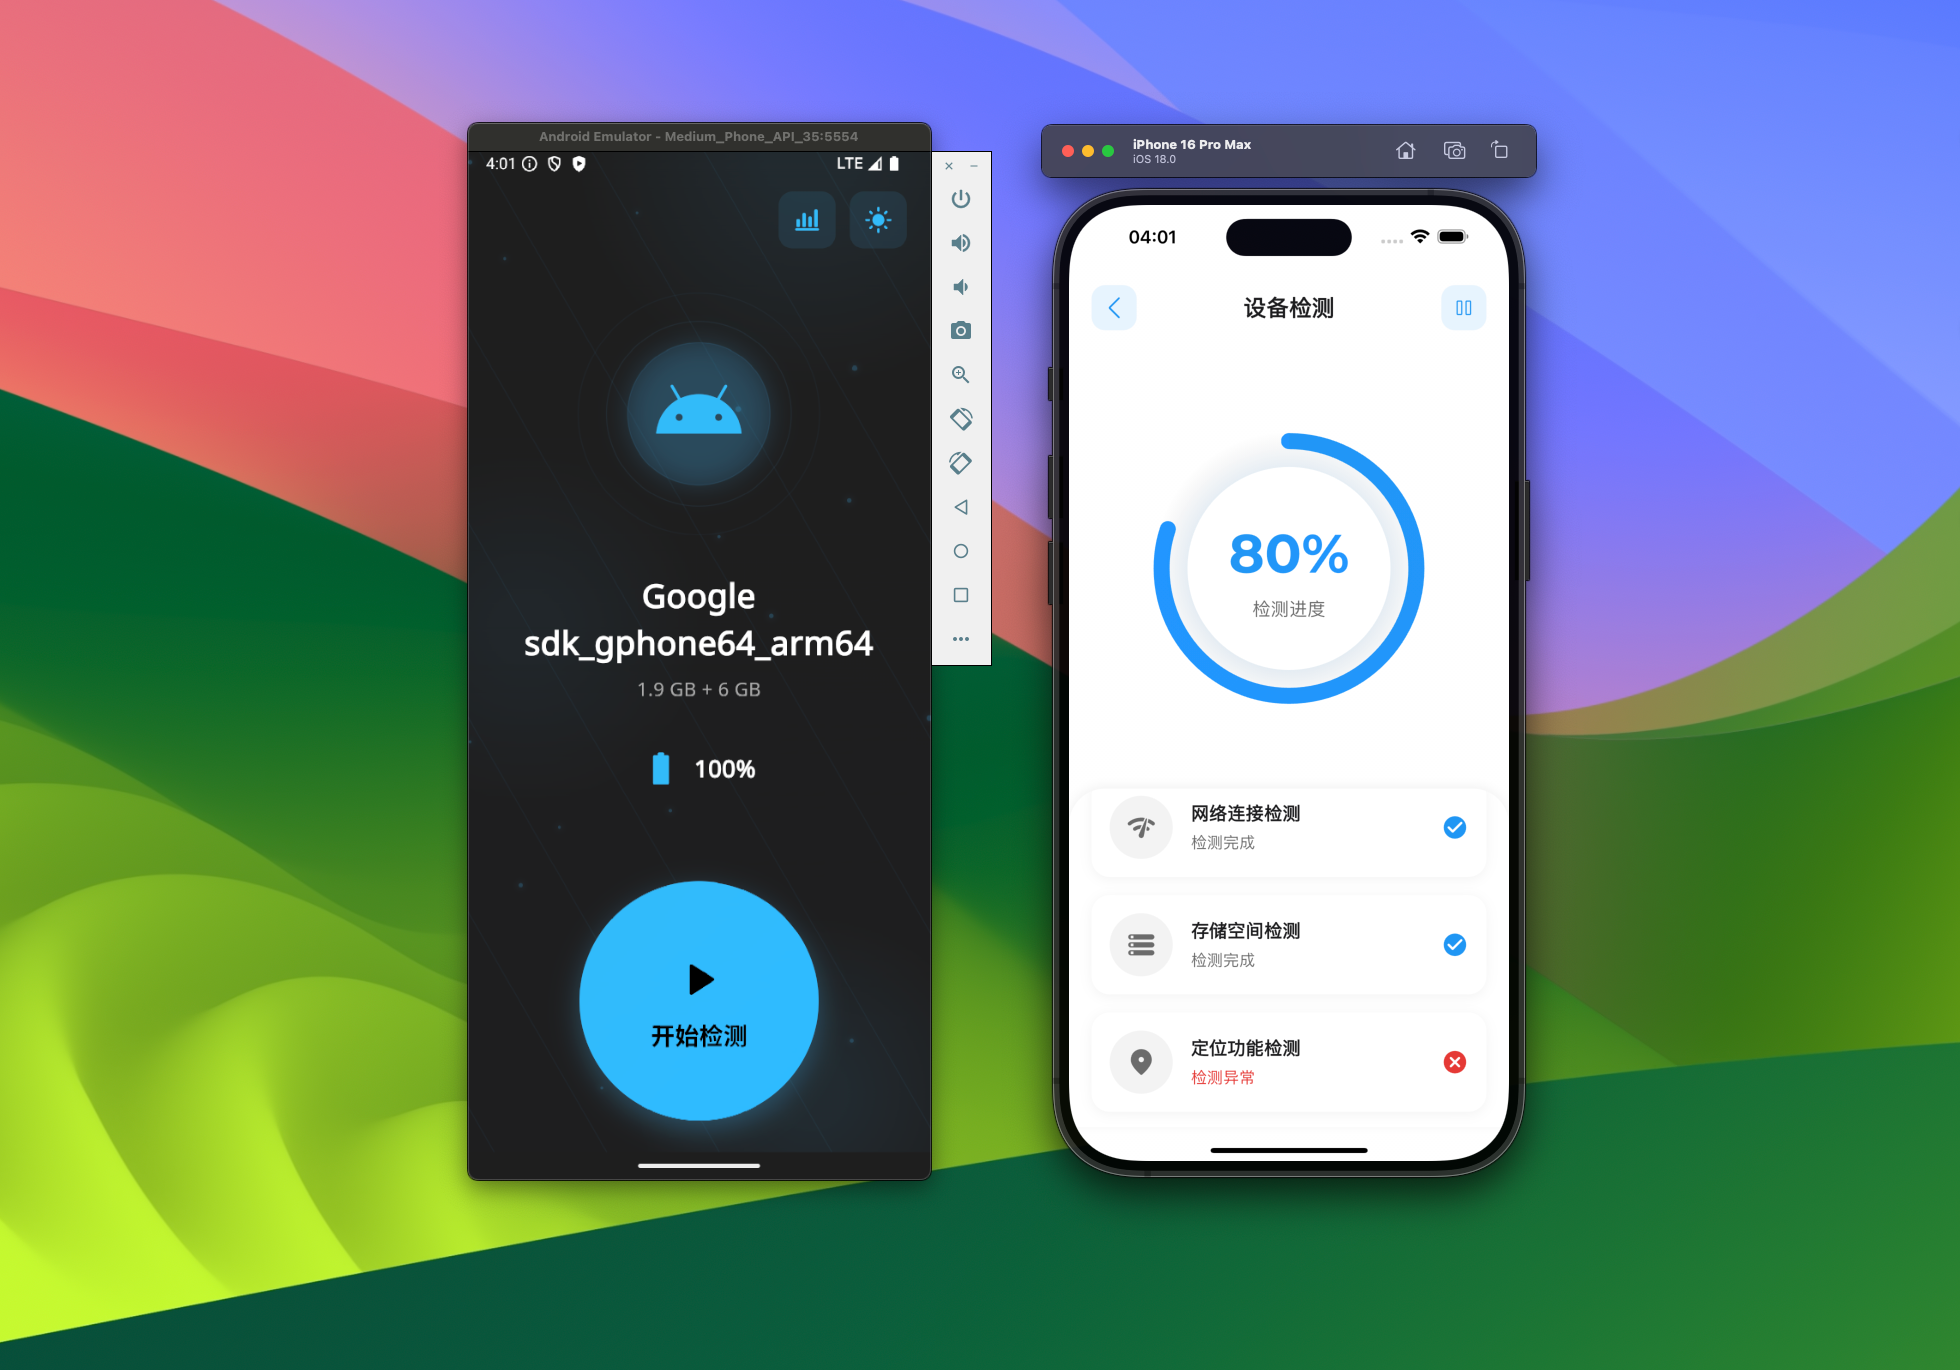 Android Emulator - Medium_Phone_API_35:5554
4:01
LTE
Google
sdk_gphone64_arm64
1.9 GB + 6 GB
100%
开始检测
iPhone 16 Pro Max
iOS 18.0
04:01
设备检测
80%
检测进度
网络连接检测
检测完成
存储空间检测
检测完成
定位功能检测
检测异常